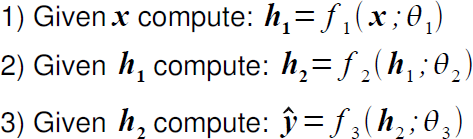 1) Given x compute: h₁= f₁(x;θ₁)
2) Given h₁ compute: h₂= f₂(h₁;θ₂)
3) Given h₂ compute: ŷ= f₃(h₂;θ₃)